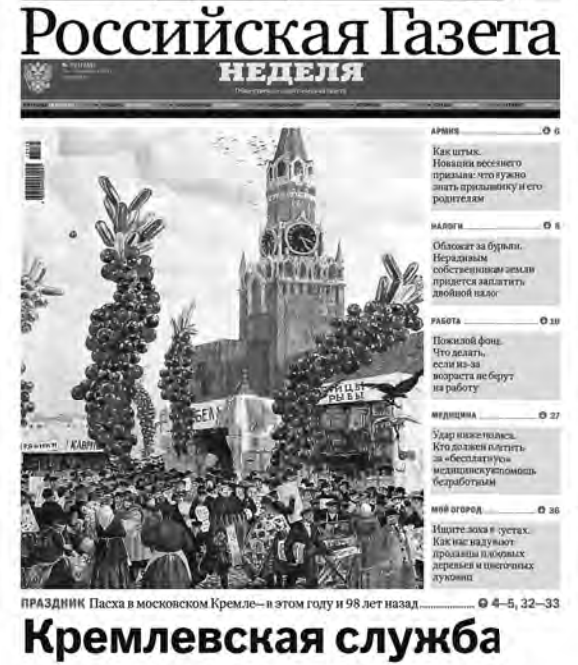 Российская Газета
НЕДЕЛЯ
АРМИЯ 6
Как штык.
Новации весеннего
призыва: что нужно
знать призывнику и его
родителям
НАЛОГИ
Обложат за бурьян.
Нерадивым
собственникам земли
придется заплатить
двойной налог
РАБОТА
Пожилой фонд.
Что делать,
если из-за
возраста не берут
на работу
МЕДИЦИНА 27
Удар ниже полиса.
Кто должен платить
за «бесплатную»
медицинскую помощь
безработным
МОЙ ОГОРОД 36
Ищите лоха в кустах.
Как нас надувают
продавцы плодовых
деревьев и цветочных
луковиц
РЫБЫ
ПРАЗДНИК Пасха в московском Кремле—в этом году и 98 лет назад 4–5, 32–33
Кремлевская служба